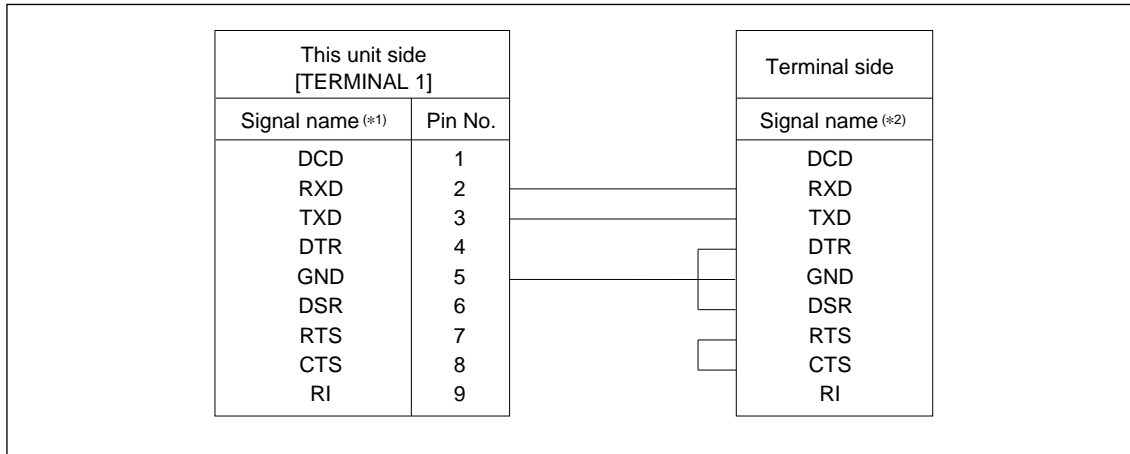 This unit side
[TERMINAL 1]
Terminal side
Signal name (*1) Pin No. Signal name (*2)
DCD 1 DCD
RXD 2 RXD
TXD 3 TXD
DTR 4 DTR
GND 5 GND
DSR 6 DSR
RTS 7 RTS
CTS 8 CTS
RI 9 RI